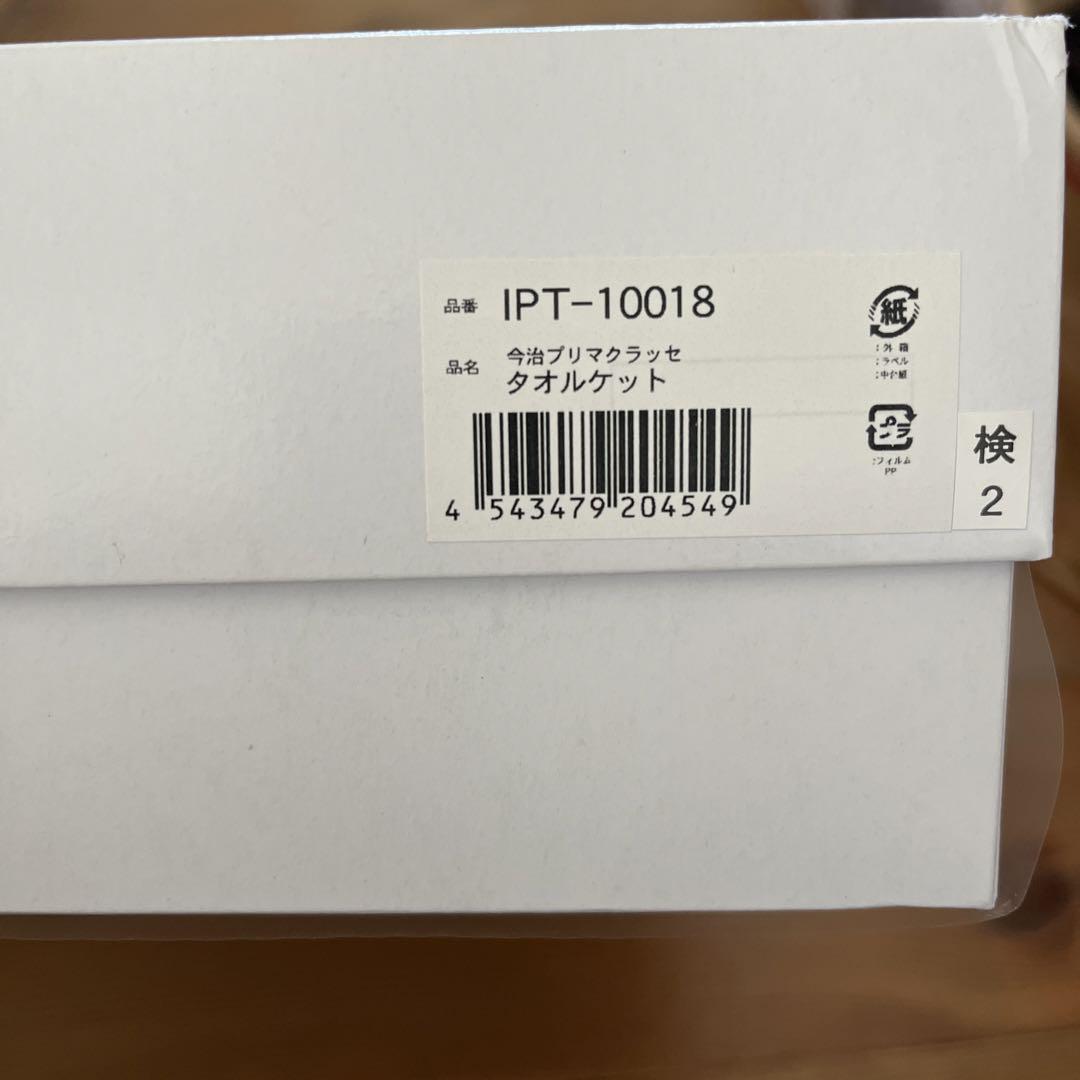 品番 IPT-10018
品名 今治プリマクラッセ
タオルケット
4 543479 204549
紙
:外箱
:ラベル
:中台紙
プラ
:フィルム
PP
検
2